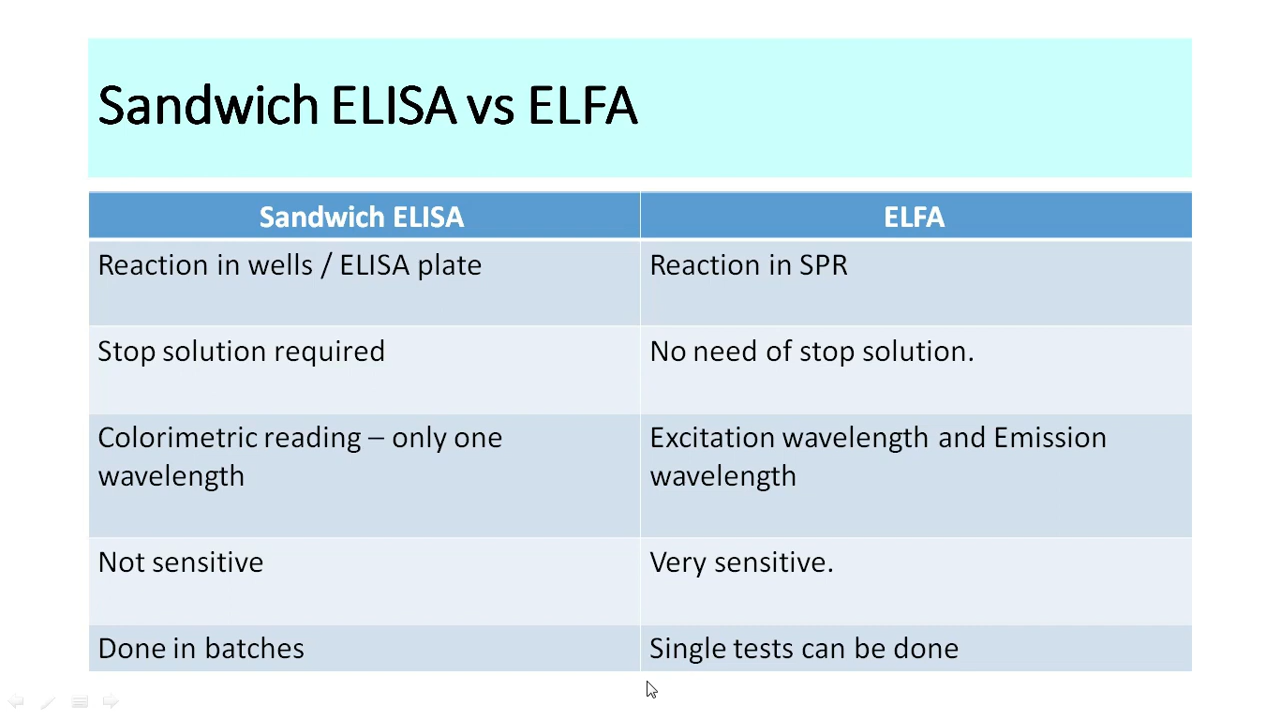 Sandwich ELISA vs ELFA
Sandwich ELISA
ELFA
Reaction in wells / ELISA plate
Reaction in SPR
Stop solution required
No need of stop solution.
Colorimetric reading – only one
wavelength
Excitation wavelength and Emission
wavelength
Not sensitive
Very sensitive.
Done in batches
Single tests can be done